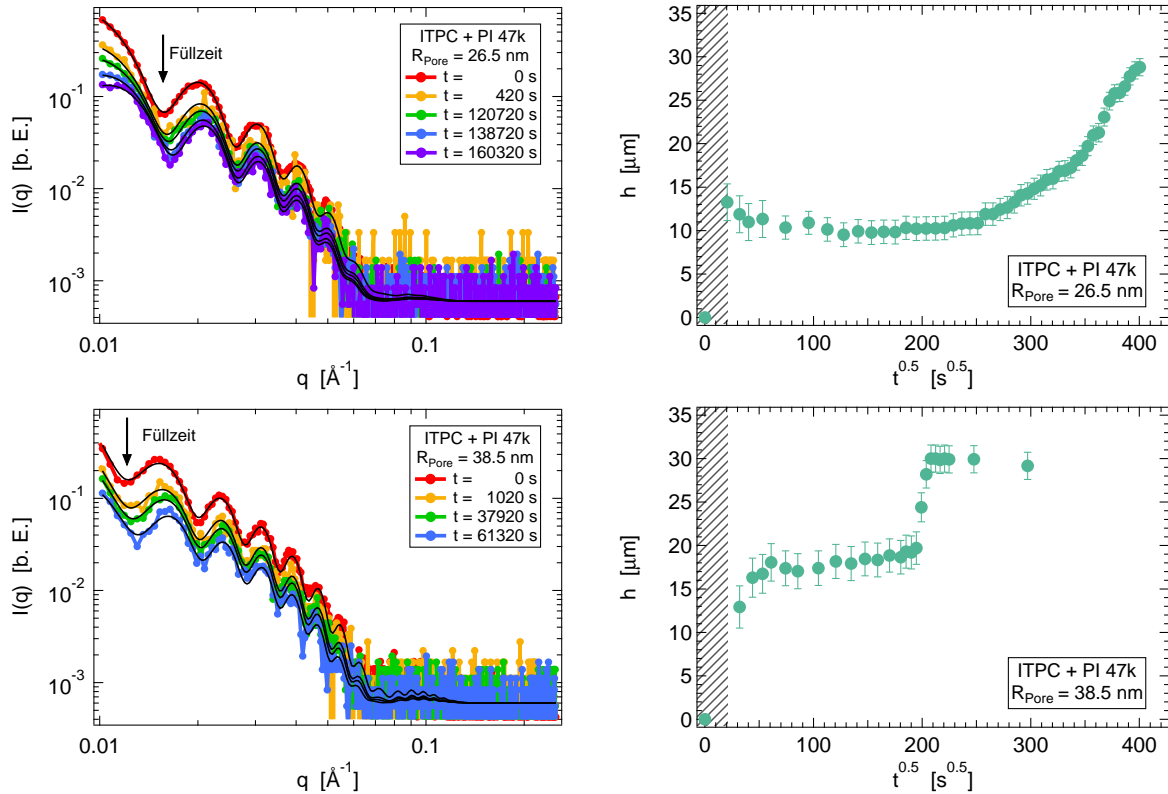 10⁻¹
10⁻²
10⁻³
I(q) [b. E.]
Füllzeit
ITPC + PI 47k
R_Pore = 26.5 nm
t = 0 s
t = 420 s
t = 120720 s
t = 138720 s
t = 160320 s
0.01
0.1
q [Å⁻¹]
35
30
25
20
15
10
5
0
h [µm]
ITPC + PI 47k
R_Pore = 26.5 nm
0
100
200
300
400
t^0.5 [s^0.5]
10⁻¹
10⁻²
10⁻³
I(q) [b. E.]
Füllzeit
ITPC + PI 47k
R_Pore = 38.5 nm
t = 0 s
t = 1020 s
t = 37920 s
t = 61320 s
0.01
0.1
q [Å⁻¹]
35
30
25
20
15
10
5
0
h [µm]
ITPC + PI 47k
R_Pore = 38.5 nm
0
100
200
300
400
t^0.5 [s^0.5]